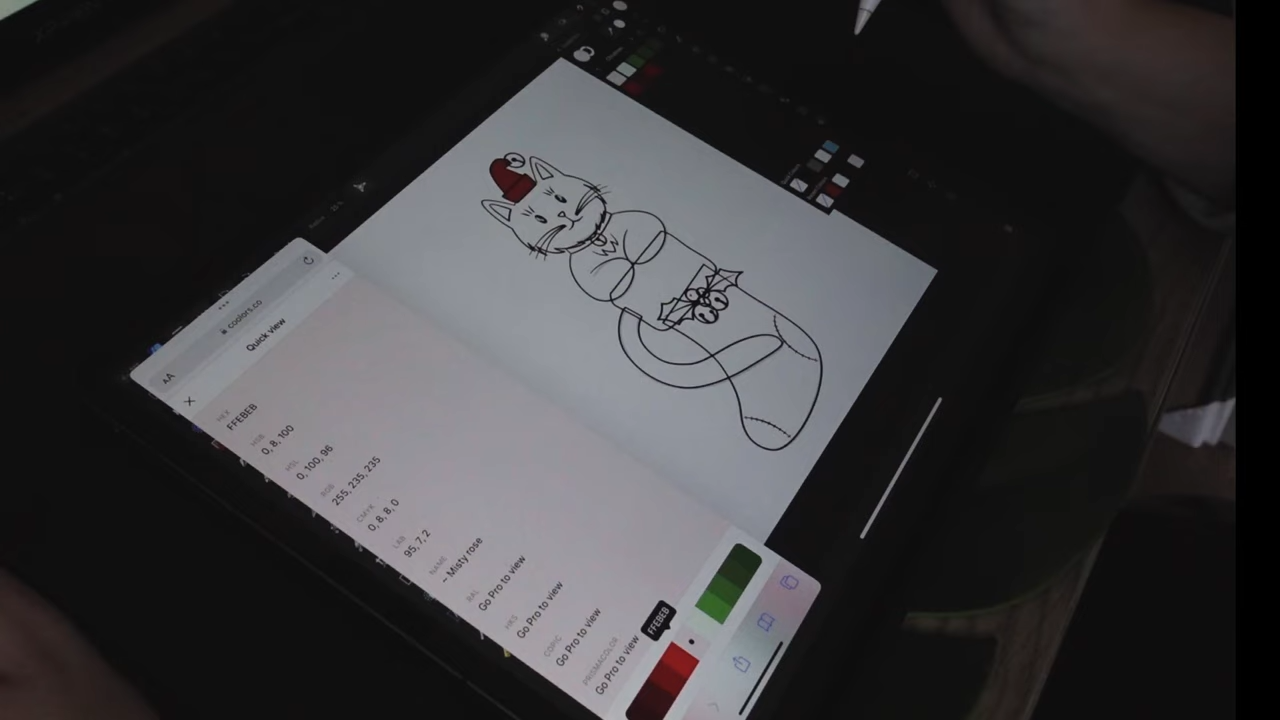 AA
coolors.co
Quick view
HEX
FFEBEB
HSB
0, 8, 100
HSL
0, 100, 96
RGB
255, 235, 235
CMYK
0, 8, 8, 0
LAB
95, 7, 2
NAME
~ Misty rose
RAL
Go Pro to view
HKS
Go Pro to view
COPIC
Go Pro to view
PRISMACOLOR
Go Pro to view
FFEBEB